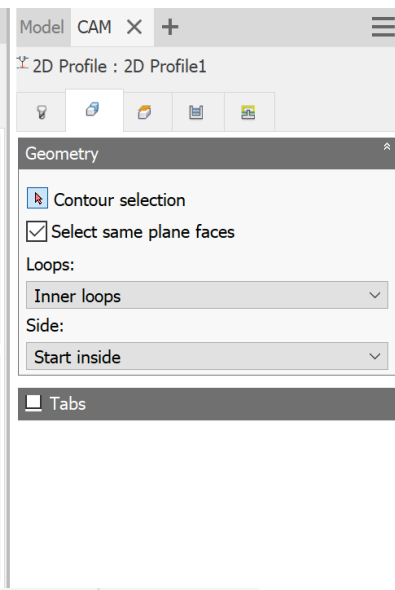 Model CAM
2D Profile : 2D Profile1
Geometry
Contour selection
Select same plane faces
Loops:
Inner loops
Side:
Start inside
Tabs